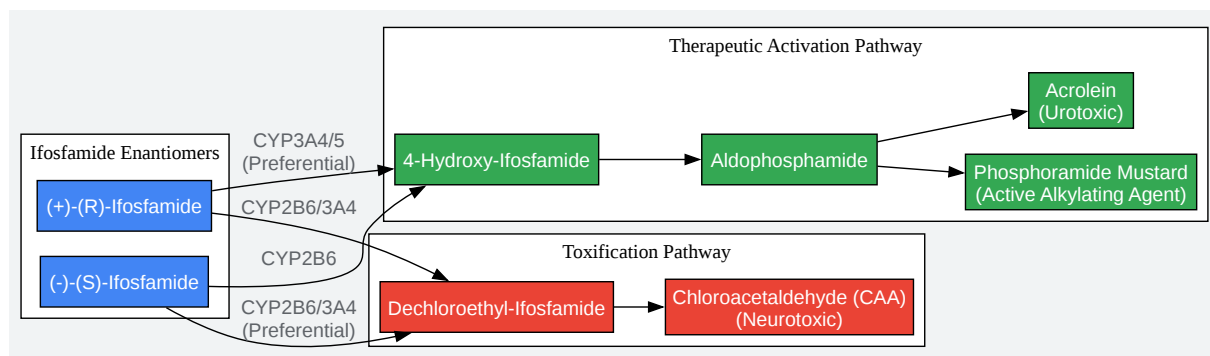 Therapeutic Activation Pathway
Acrolein
(Urotoxic)
CYP3A4/5
(Preferential)
4-Hydroxy-Ifosfamide
Aldophosphamide
Phosphoramide Mustard
(Active Alkylating Agent)
Ifosfamide Enantiomers
(+)-(R)-Ifosfamide
CYP2B6/3A4
CYP2B6
Toxification Pathway
(-)-(S)-Ifosfamide
CYP2B6/3A4
(Preferential)
Dechloroethyl-Ifosfamide
Chloroacetaldehyde (CAA)
(Neurotoxic)